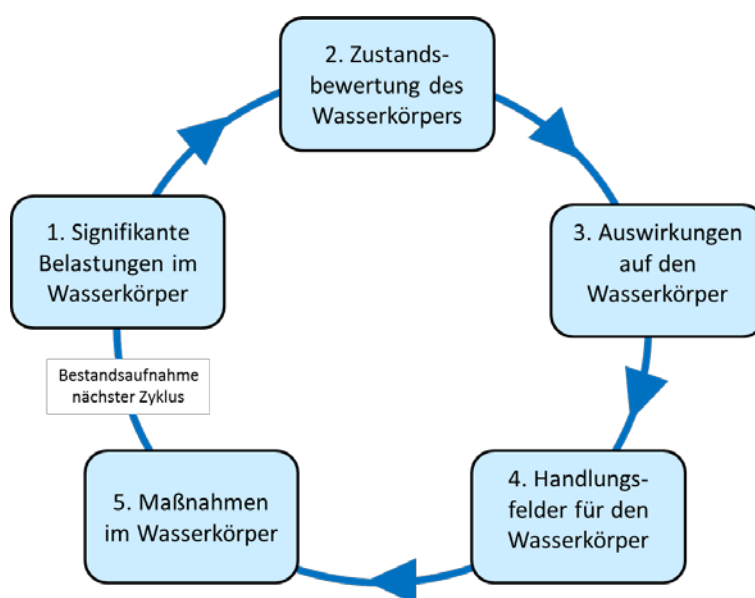 2. Zustands-
bewertung des
Wasserkörpers
1. Signifikante
Belastungen im
Wasserkörper
3. Auswirkungen
auf den
Wasserkörper
Bestandsaufnahme
nächster Zyklus
5. Maßnahmen
im Wasserkörper
4. Handlungs-
felder für den
Wasserkörper